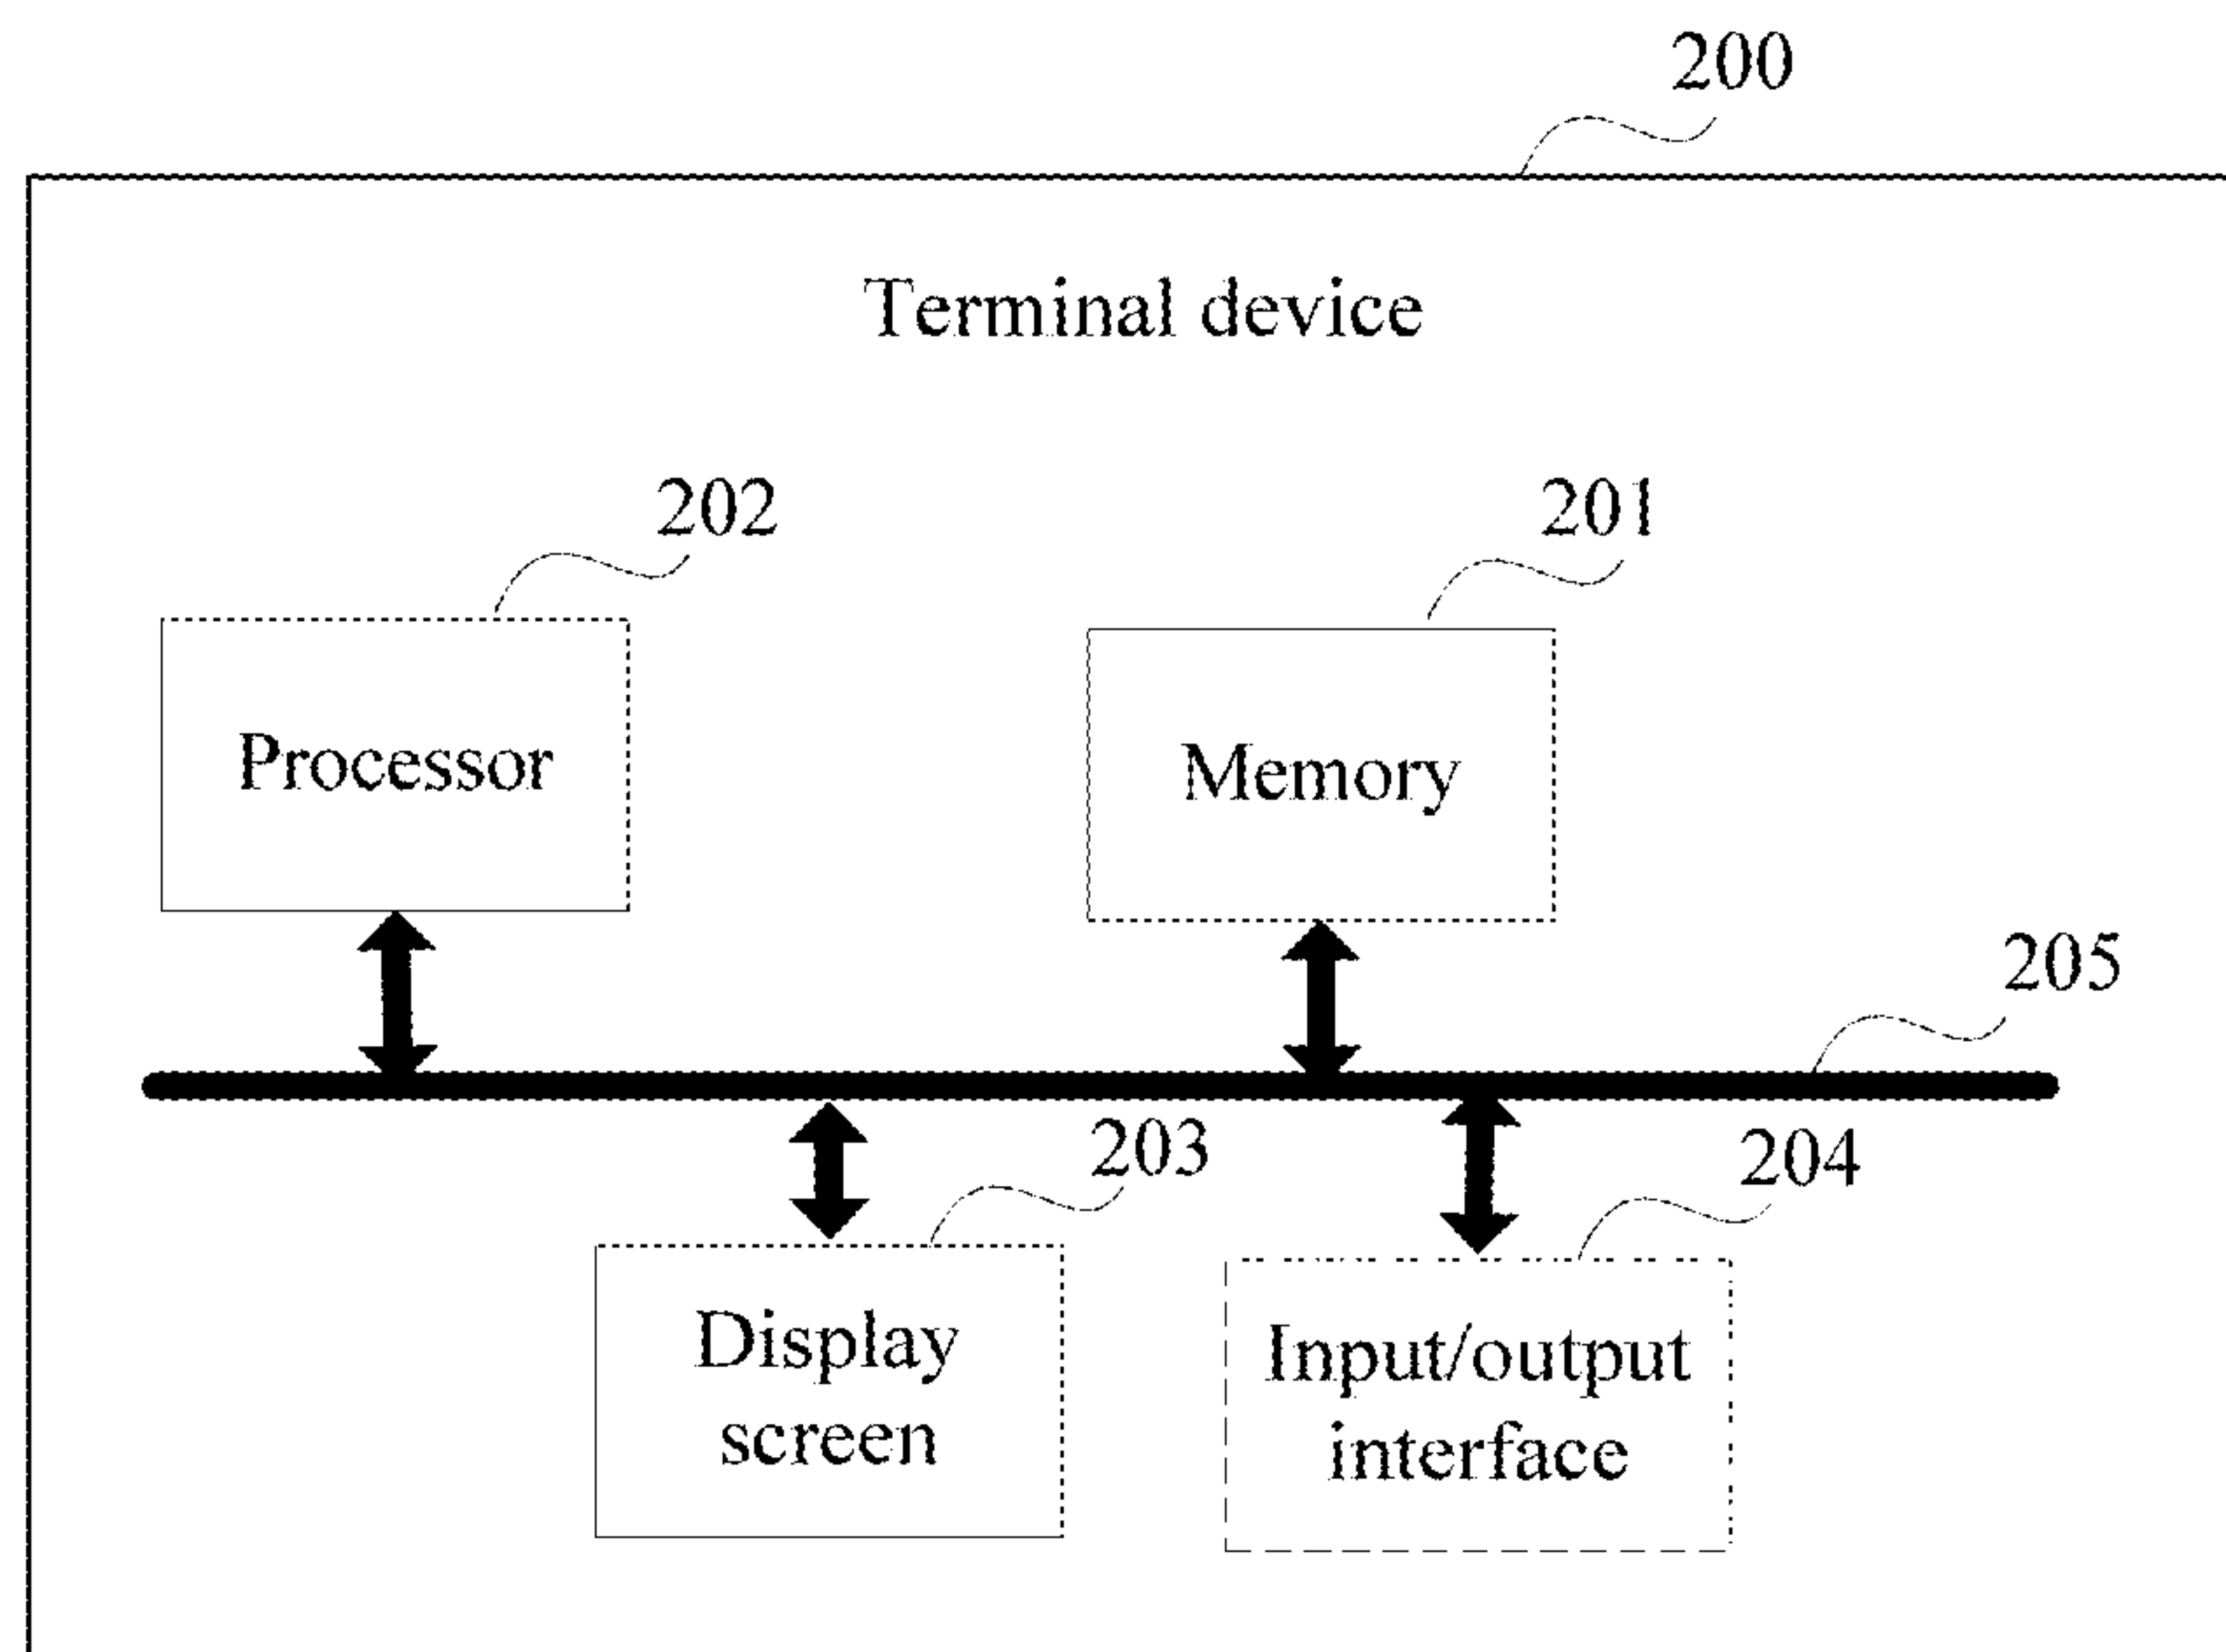 200
Terminal device
202
201
Processor
Memory
205
203
204
Display
screen
Input/output
interface